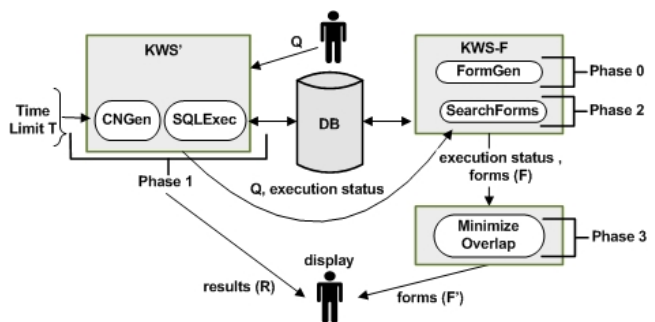 KWS'
Q
KWS-F
FormGen
Phase 0
Time
Limit T
CNGen
SQLExec
DB
SearchForms
Phase 2
Phase 1
Q, execution status
execution status ,
forms (F)
Minimize
Overlap
Phase 3
display
results (R)
forms (F')